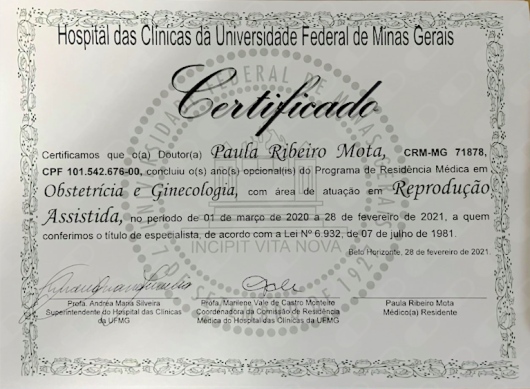 Hospital das Clínicas da Universidade Federal de Minas Gerais
Certificado
Certificamos que o(a) Doutor(a) Paula Ribeiro Mota, CRM-MG 71878,
CPF 101.542.676-00, concluiu o(s) ano(s) opcional(is) do Programa de Residência Médica em
Obstetrícia e Ginecologia, com área de atuação em Reprodução
Assistida, no período de 01 de março de 2020 a 28 de fevereiro de 2021, a quem
conferimos o título de especialista, de acordo com a Lei Nº 6.932, de 07 de julho de 1981.
INCIPIT VITA NOVA
Belo Horizonte, 28 de fevereiro de 2021.
Profa. Andréa Maria Silveira
Superintendente do Hospital das Clínicas
da UFMG
Profa. Marilene Vale de Castro Monteiro
Coordenadora da Comissão de Residência
Médica do Hospital das Clínicas da UFMG
Paula Ribeiro Mota
Médico(a) Residente